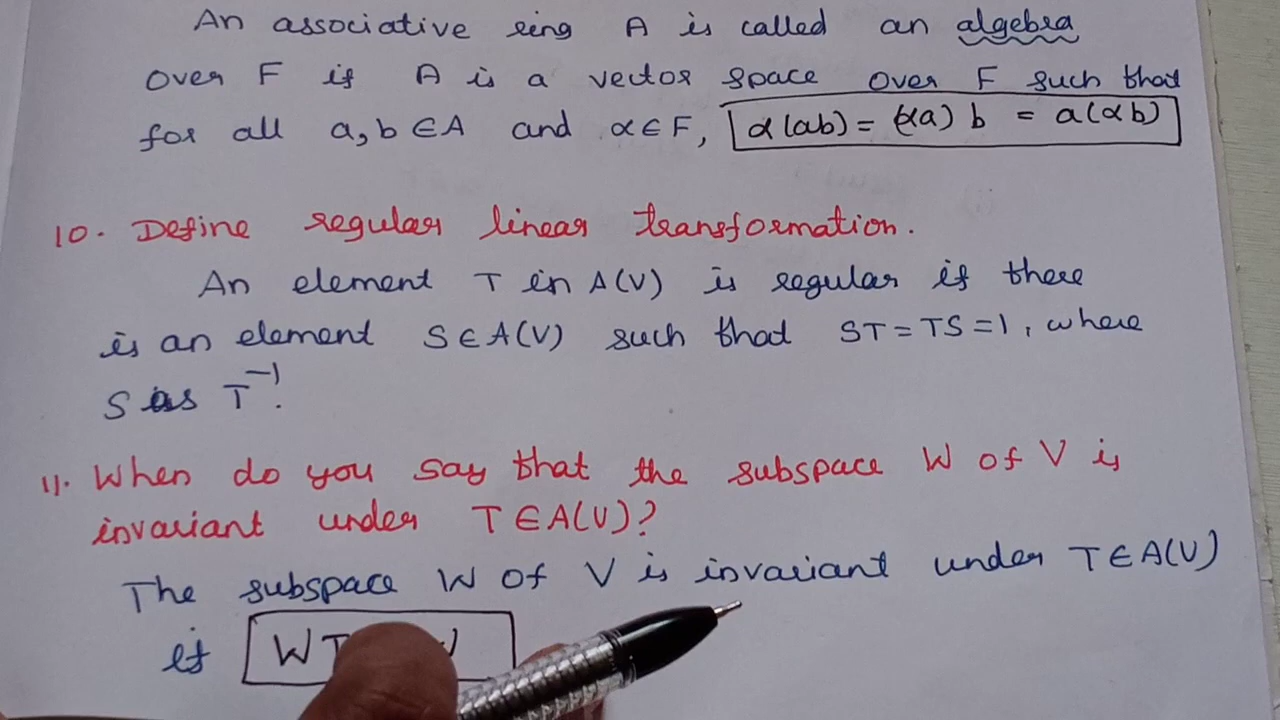 An associative ring A is called an algebra
over F if A is a vector space over F such that
for all a, b ∈ A and α ∈ F, α(ab) = (αa) b = a(αb)
10. Define regular linear transformation.
An element T in A(V) is regular if there
is an element S ∈ A(V) such that ST = TS = 1, where
S is T⁻¹.
11. When do you say that the subspace W of V is
invariant under T ∈ A(V)?
The subspace W of V is invariant under T ∈ A(V)
if WT